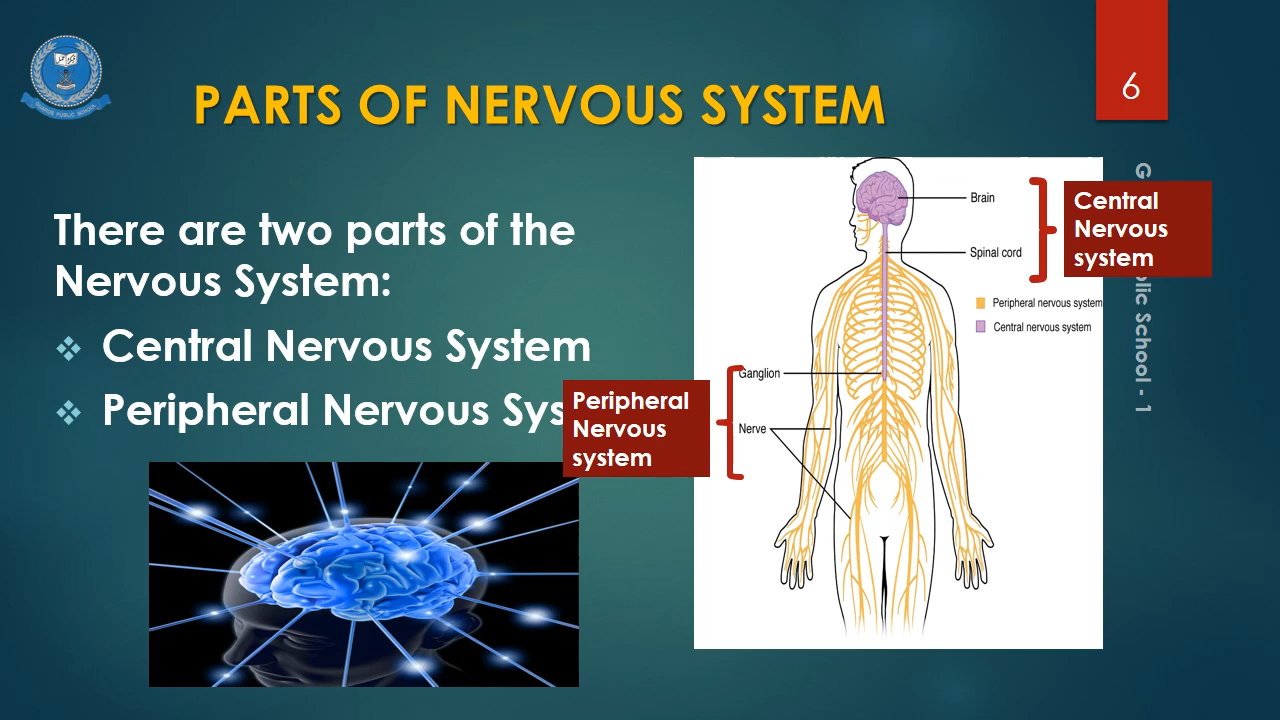 PARTS OF NERVOUS SYSTEM
6
There are two parts of the
Nervous System:
Central Nervous System
Peripheral Nervous Sys
Peripheral
Nervous
system
Brain
Spinal cord
Peripheral nervous system
Central nervous system
Ganglion
Nerve
Central
Nervous
system
G
lic School - 1
PUBLIC SCHOOL